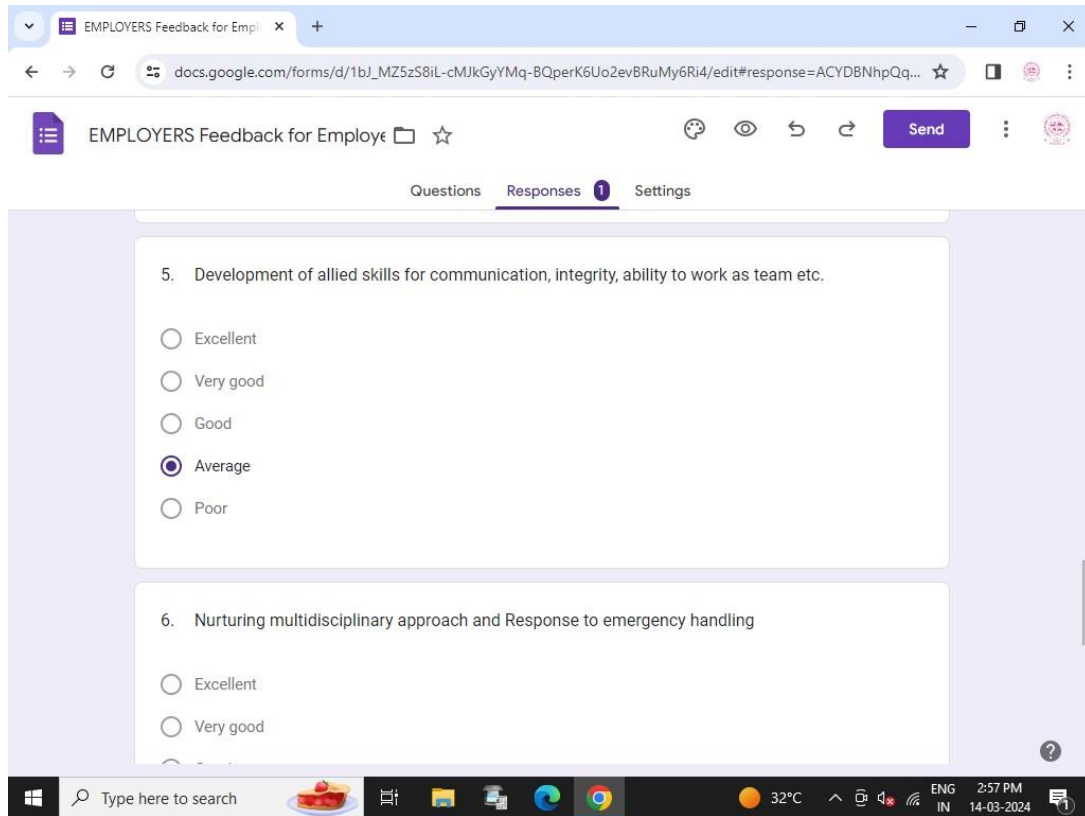 EMPLOYERS Feedback for Empl
docs.google.com/forms/d/1bJ_MZ5zS8iL-cMJkGyYMq-BQperK6Uo2evBRuMy6Ri4/edit#response=ACYDBNhpQq...
EMPLOYERS Feedback for Employe
Send
Questions Responses 1 Settings
5. Development of allied skills for communication, integrity, ability to work as team etc.
Excellent
Very good
Good
Average
Poor
6. Nurturing multidisciplinary approach and Response to emergency handling
Excellent
Very good
Type here to search
32°C
ENG
IN
2:57 PM
14-03-2024
1